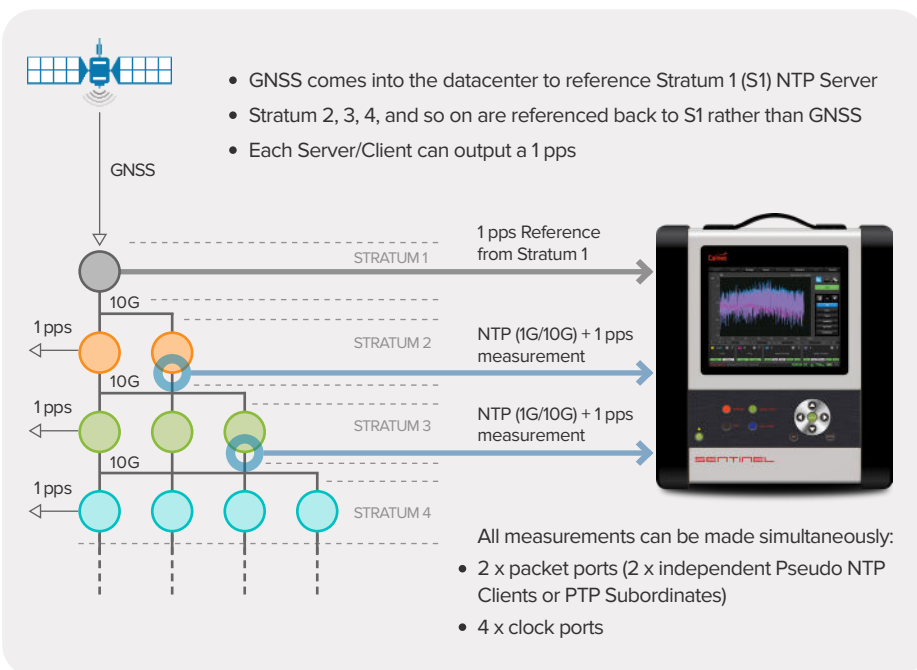 • GNSS comes into the datacenter to reference Stratum 1 (S1) NTP Server
• Stratum 2, 3, 4, and so on are referenced back to S1 rather than GNSS
• Each Server/Client can output a 1 pps
GNSS
STRATUM 1
1 pps Reference
from Stratum 1
10G
1 pps
STRATUM 2
NTP (1G/10G) + 1 pps
measurement
10G
1 pps
STRATUM 3
NTP (1G/10G) + 1 pps
measurement
10G
1 pps
STRATUM 4
SENTINEL
All measurements can be made simultaneously:
• 2 x packet ports (2 x independent Pseudo NTP
Clients or PTP Subordinates)
• 4 x clock ports